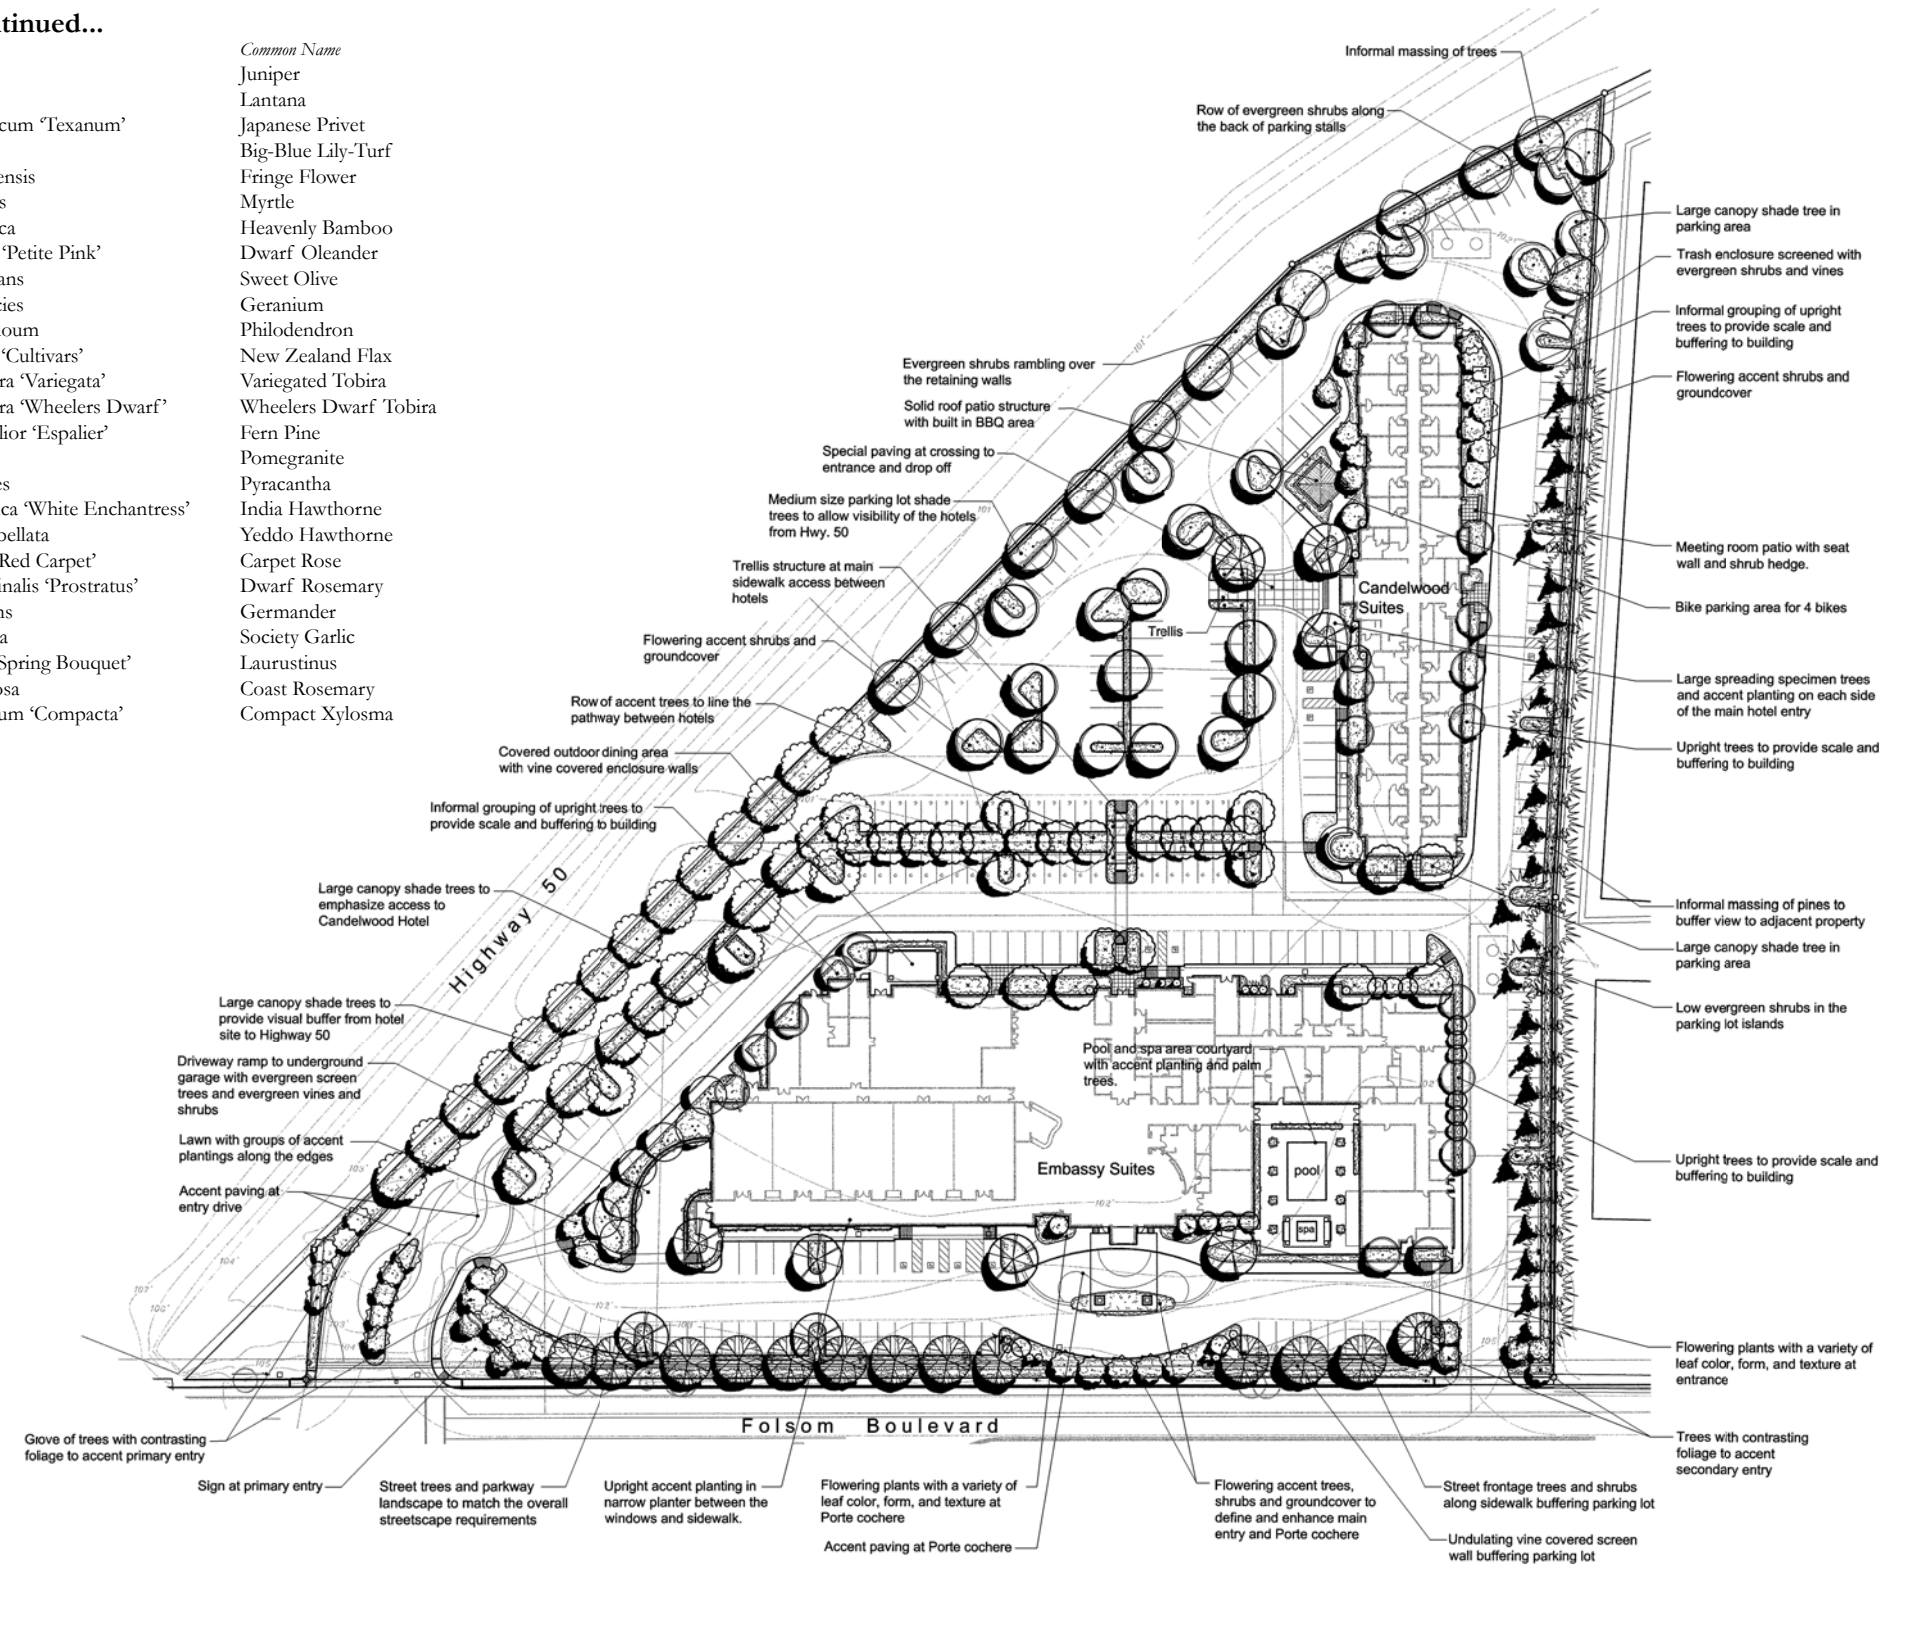 tinued...
Common Name
Juniper
Lantana
cum ‘Texanum’ Japanese Privet
Big-Blue Lily-Turf
ensis Fringe Flower
s Myrtle
ca Heavenly Bamboo
‘Petite Pink’ Dwarf Oleander
ans Sweet Olive
cies Geranium
loum Philodendron
‘Cultivars’ New Zealand Flax
ra ‘Variegata’ Variegated Tobira
ra ‘Wheelers Dwarf’ Wheelers Dwarf Tobira
lior ‘Espalier’ Fern Pine
Pomegranite
es Pyracantha
ica ‘White Enchantress’ India Hawthorne
bellata Yeddo Hawthorne
Red Carpet’ Carpet Rose
inalis ‘Prostratus’ Dwarf Rosemary
ns Germander
a Society Garlic
Spring Bouquet’ Laurustinus
osa Coast Rosemary
um ‘Compacta’ Compact Xylosma
Informal massing of trees
Row of evergreen shrubs along
the back of parking stalls
Evergreen shrubs rambling over
the retaining walls
Solid roof patio structure
with built in BBQ area
Special paving at crossing to
entrance and drop off
Medium size parking lot shade
trees to allow visibility of the hotels
from Hwy. 50
Trellis structure at main
sidewalk access between
hotels
Flowering accent shrubs and
groundcover
Row of accent trees to line the
pathway between hotels
Covered outdoor dining area
with vine covered enclosure walls
Informal grouping of upright trees to
provide scale and buffering to building
Large canopy shade trees to
emphasize access to
Candelwood Hotel
Large canopy shade trees to
provide visual buffer from hotel
site to Highway 50
Driveway ramp to underground
garage with evergreen screen
trees and evergreen vines and
shrubs
Lawn with groups of accent
plantings along the edges
Accent paving at
entry drive
Highway 50
Large canopy shade tree in
parking area
Trash enclosure screened with
evergreen shrubs and vines
Informal grouping of upright
trees to provide scale and
buffering to building
Flowering accent shrubs and
groundcover
Meeting room patio with seat
wall and shrub hedge.
Bike parking area for 4 bikes
Large spreading specimen trees
and accent planting on each side
of the main hotel entry
Upright trees to provide scale and
buffering to building
Informal massing of pines to
buffer view to adjacent property
Large canopy shade tree in
parking area
Low evergreen shrubs in the
parking lot islands
Upright trees to provide scale and
buffering to building
Flowering plants with a variety of
leaf color, form, and texture at
entrance
Trees with contrasting
foliage to accent
secondary entry
Candelwood
Suites
Trellis
Pool and spa area courtyard
with accent planting and palm
trees.
Embassy Suites
pool
spa
101'
101
102'
101'
102
102'
102'
103'
103'
104
104'
105'
105'
105'
106'
107'
Folsom Boulevard
Grove of trees with contrasting
foliage to accent primary entry
Sign at primary entry
Street trees and parkway
landscape to match the overall
streetscape requirements
Upright accent planting in
narrow planter between the
windows and sidewalk.
Flowering plants with a variety of
leaf color, form, and texture at
Porte cochere
Accent paving at Porte cochere
Flowering accent trees,
shrubs and groundcover to
define and enhance main
entry and Porte cochere
Street frontage trees and shrubs
along sidewalk buffering parking lot
Undulating vine covered screen
wall buffering parking lot